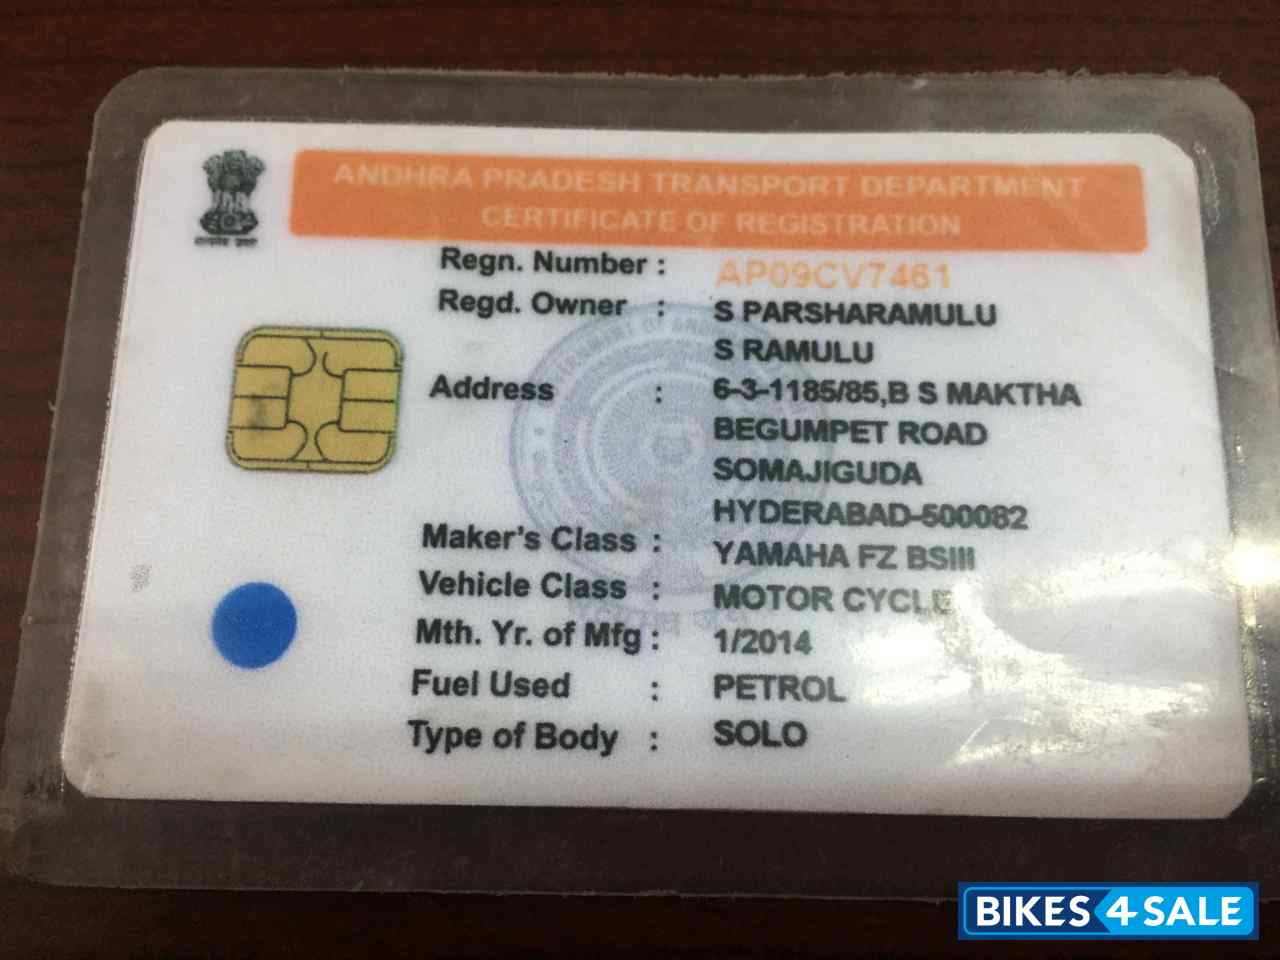 ANDHRA PRADESH TRANSPORT DEPARTMENT
CERTIFICATE OF REGISTRATION
Regn. Number : AP09CV7461
Regd. Owner : S PARSHARAMULU
S RAMULU
Address : 6-3-1185/85,B S MAKTHA
BEGUMPET ROAD
SOMAJIGUDA
HYDERABAD-500082
Maker's Class : YAMAHA FZ BSIII
Vehicle Class : MOTOR CYCLE
Mth. Yr. of Mfg : 1/2014
Fuel Used : PETROL
Type of Body : SOLO
BIKES4SALE